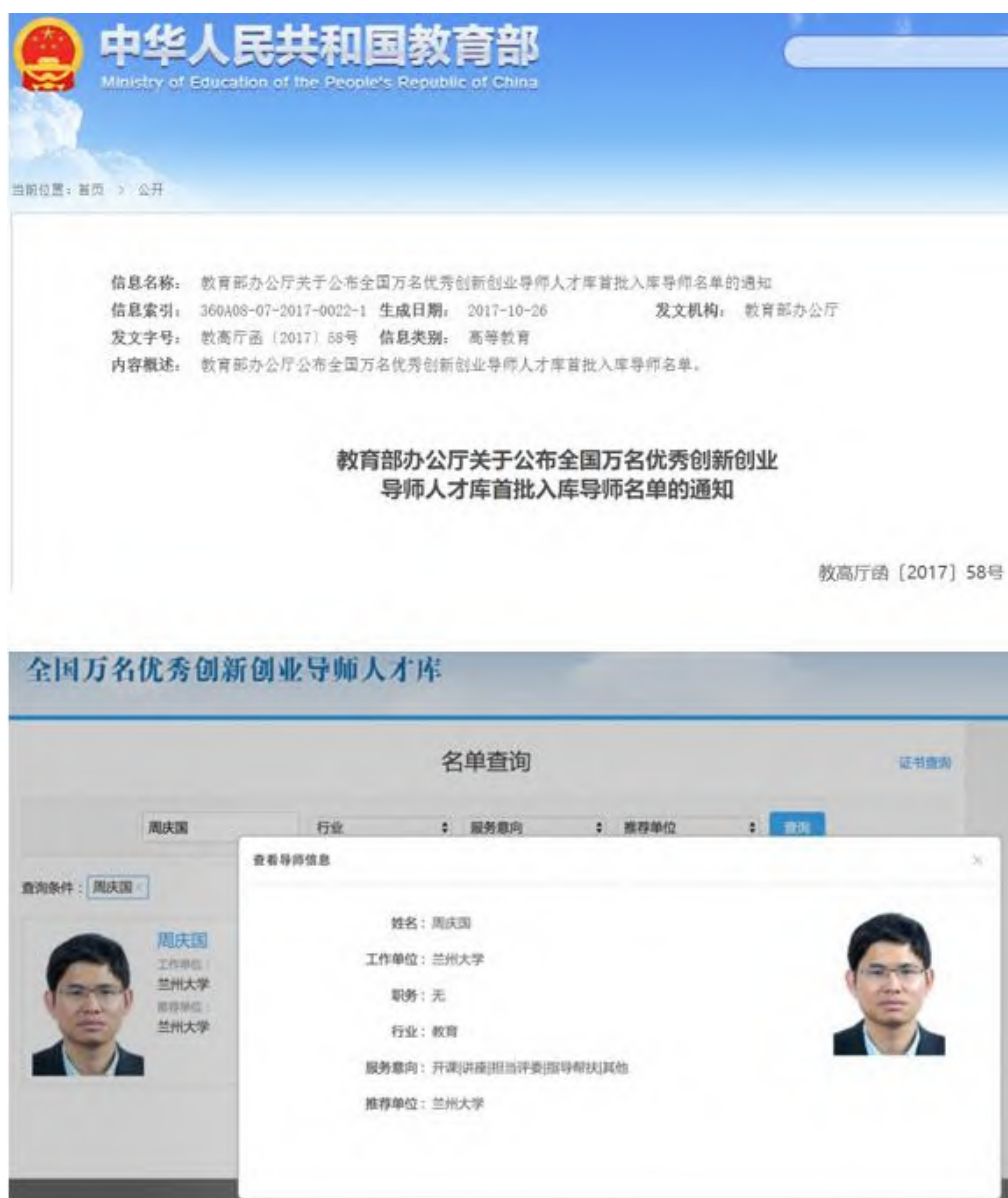 中华人民共和国教育部
Ministry of Education of the People's Republic of China
当前位置：首页 > 公开
信息名称： 教育部办公厅关于公布全国万名优秀创新创业导师人才库首批入库导师名单的通知
信息索引： 360A08-07-2017-0022-1 生成日期： 2017-10-26 发文机构： 教育部办公厅
发文字号： 教高厅函〔2017〕58号 信息类别： 高等教育
内容概述： 教育部办公厅公布全国万名优秀创新创业导师人才库首批入库导师名单。
教育部办公厅关于公布全国万名优秀创新创业
导师人才库首批入库导师名单的通知
教高厅函〔2017〕58号
全国万名优秀创新创业导师人才库
名单查询 证书查询
周庆国 行业 服务意向 推荐单位 查询
查看导师信息 ×
查询条件：周庆国 ×
周庆国
工作单位：
兰州大学
推荐单位：
兰州大学
姓名：周庆国
工作单位：兰州大学
职务：无
行业：教育
服务意向：开课|讲座|担当评委|指导帮扶|其他
推荐单位：兰州大学